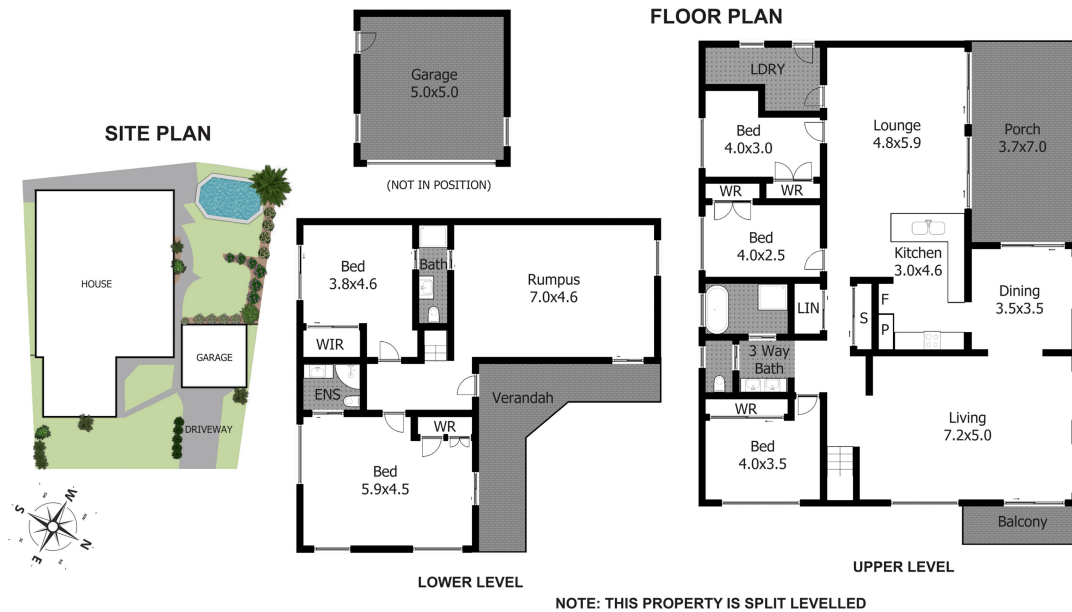 FLOOR PLAN
SITE PLAN
HOUSE
GARAGE
DRIVEWAY
W
S
N
E
Garage
5.0x5.0
(NOT IN POSITION)
Bed
3.8x4.6
Bath
Rumpus
7.0x4.6
WIR
ENS
Verandah
WR
Bed
5.9x4.5
LOWER LEVEL
LDRY
Bed
4.0x3.0
Lounge
4.8x5.9
Porch
3.7x7.0
WR
WR
Bed
4.0x2.5
Kitchen
3.0x4.6
Dining
3.5x3.5
LIN
S
F
P
3 Way
Bath
WR
Bed
4.0x3.5
Living
7.2x5.0
Balcony
UPPER LEVEL
NOTE: THIS PROPERTY IS SPLIT LEVELLED